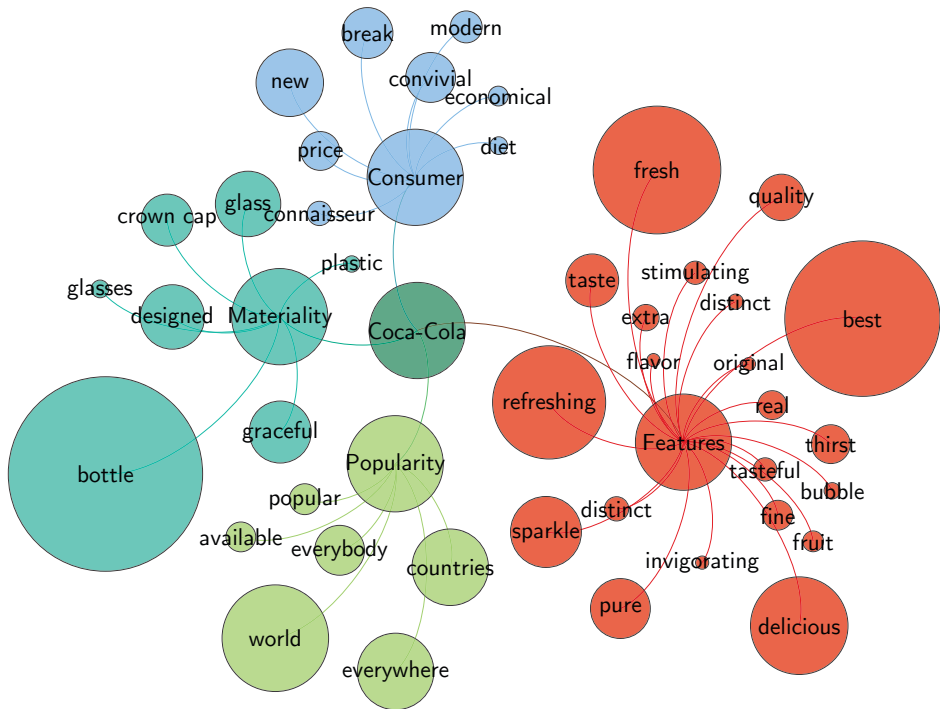 modern
break
convivial
new
economical
diet
price
Consumer
connaisseur
glass
crown cap
plastic
glasses
designed
Materiality
graceful
bottle
Coca-Cola
Popularity
popular
available
everybody
countries
world
everywhere
fresh
quality
stimulating
taste
distinct
extra
best
flavor
original
refreshing
real
Features
thirst
tasteful
bubble
distinct
sparkle
fine
fruit
invigorating
pure
delicious